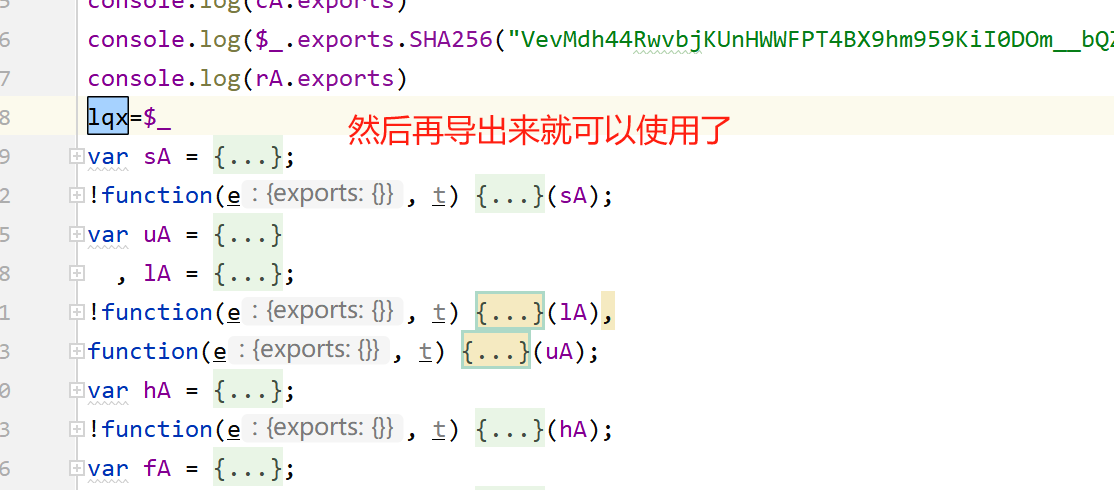 console.log(cA.exports)
6 console.log($_.exports.SHA256("VevMdh44RwvbjKUnHWWFPT4BX9hm959KiI0DOm__bQZ
7 console.log(rA.exports)
8 lqx=$_
然后再导出来就可以使用了
9 var sA = {...};
2 !function(e : {exports: {}} , t) {...}(sA);
5 var uA = {...}
8 , lA = {...};
1 !function(e : {exports: {}} , t) {...}(lA),
3 function(e : {exports: {}} , t) {...}(uA);
0 var hA = {...};
3 !function(e : {exports: {}} , t) {...}(hA);
6 var fA = {...};